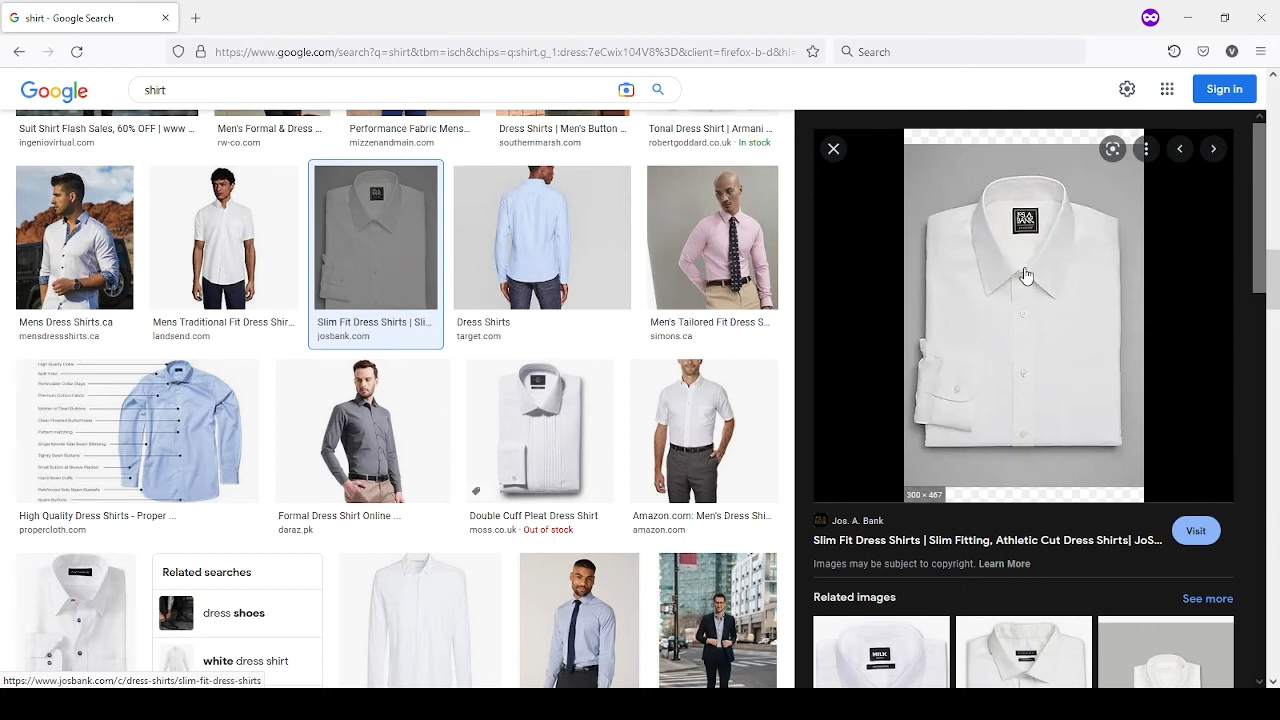 shirt - Google Search
https://www.google.com/search?q=shirt&tbm=isch&chips=q:shirt.g_1:dress:7eCwix104V8%3D&client=firefox-b-d&hl=
Search
V
Google
shirt
Sign in
Suit Shirt Flash Sales, 60% OFF | www ...
ingeniovirtual.com
Men's Formal & Dress ...
rw-co.com
Performance Fabric Mens...
mizzenandmain.com
Dress Shirts | Men's Button ...
southernmarsh.com
Tonal Dress Shirt | Armani ...
robertgoddard.co.uk · In stock
Mens Dress Shirts.ca
mensdressshirts.ca
Mens Traditional Fit Dress Shir...
landsend.com
Slim Fit Dress Shirts | Sli...
josbank.com
Dress Shirts
target.com
Men's Tailored Fit Dress S...
simons.ca
High Quality Dress Shirts - Proper ...
propercloth.com
Formal Dress Shirt Online ...
daraz.pk
Double Cuff Pleat Dress Shirt
moss.co.uk · Out of stock
Amazon.com: Men's Dress Shi...
amazon.com
Related searches
dress shoes
white dress shirt
https://www.josbank.com/c/dress-shirts/slim-fit-dress-shirts
JOS. A.
BANK
300 × 467
Jos. A. Bank
Slim Fit Dress Shirts | Slim Fitting, Athletic Cut Dress Shirts| JoS...
Visit
Images may be subject to copyright. Learn More
Related images
See more
MILK